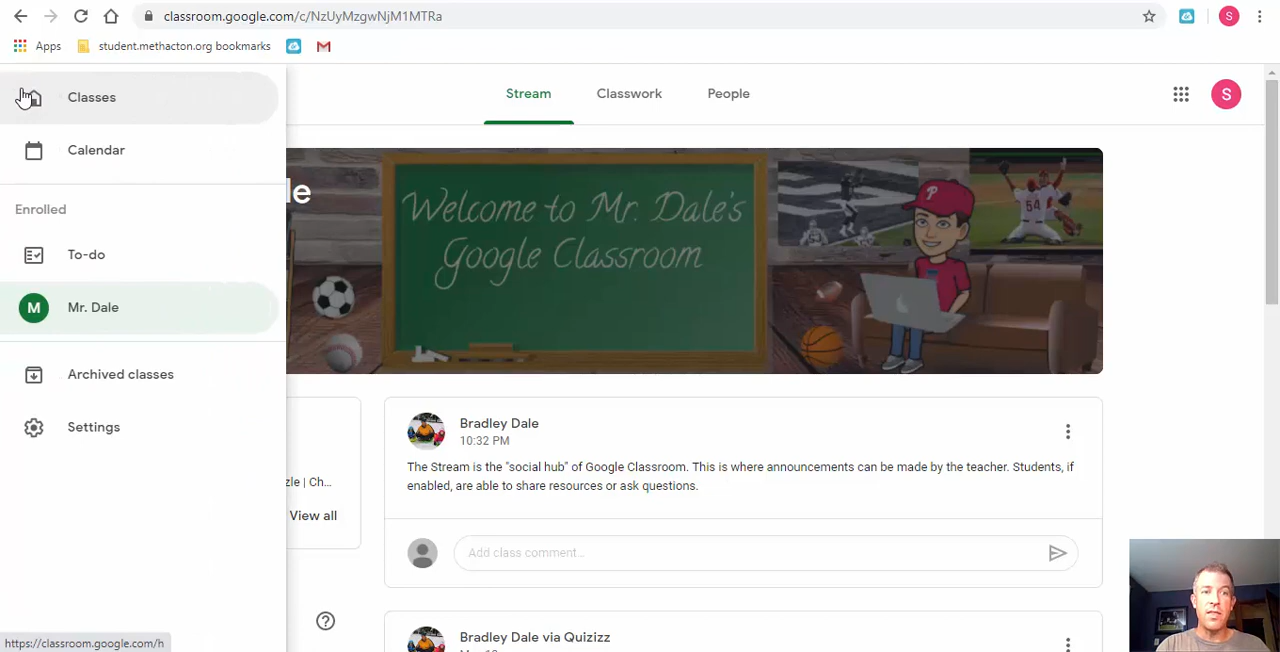 classroom.google.com/c/NzUyMzgwNjM1MTRa
S
Apps
student.methacton.org bookmarks
Classes
Calendar
Enrolled
To-do
M
Mr. Dale
Archived classes
Settings
https://classroom.google.com/h
Stream
Classwork
People
S
le
Welcome to Mr. Dale's
Google Classroom
P
54
le | Ch...
View all
Bradley Dale
10:32 PM
The Stream is the "social hub" of Google Classroom. This is where announcements can be made by the teacher. Students, if
enabled, are able to share resources or ask questions.
Add class comment...
Bradley Dale via Quizizz